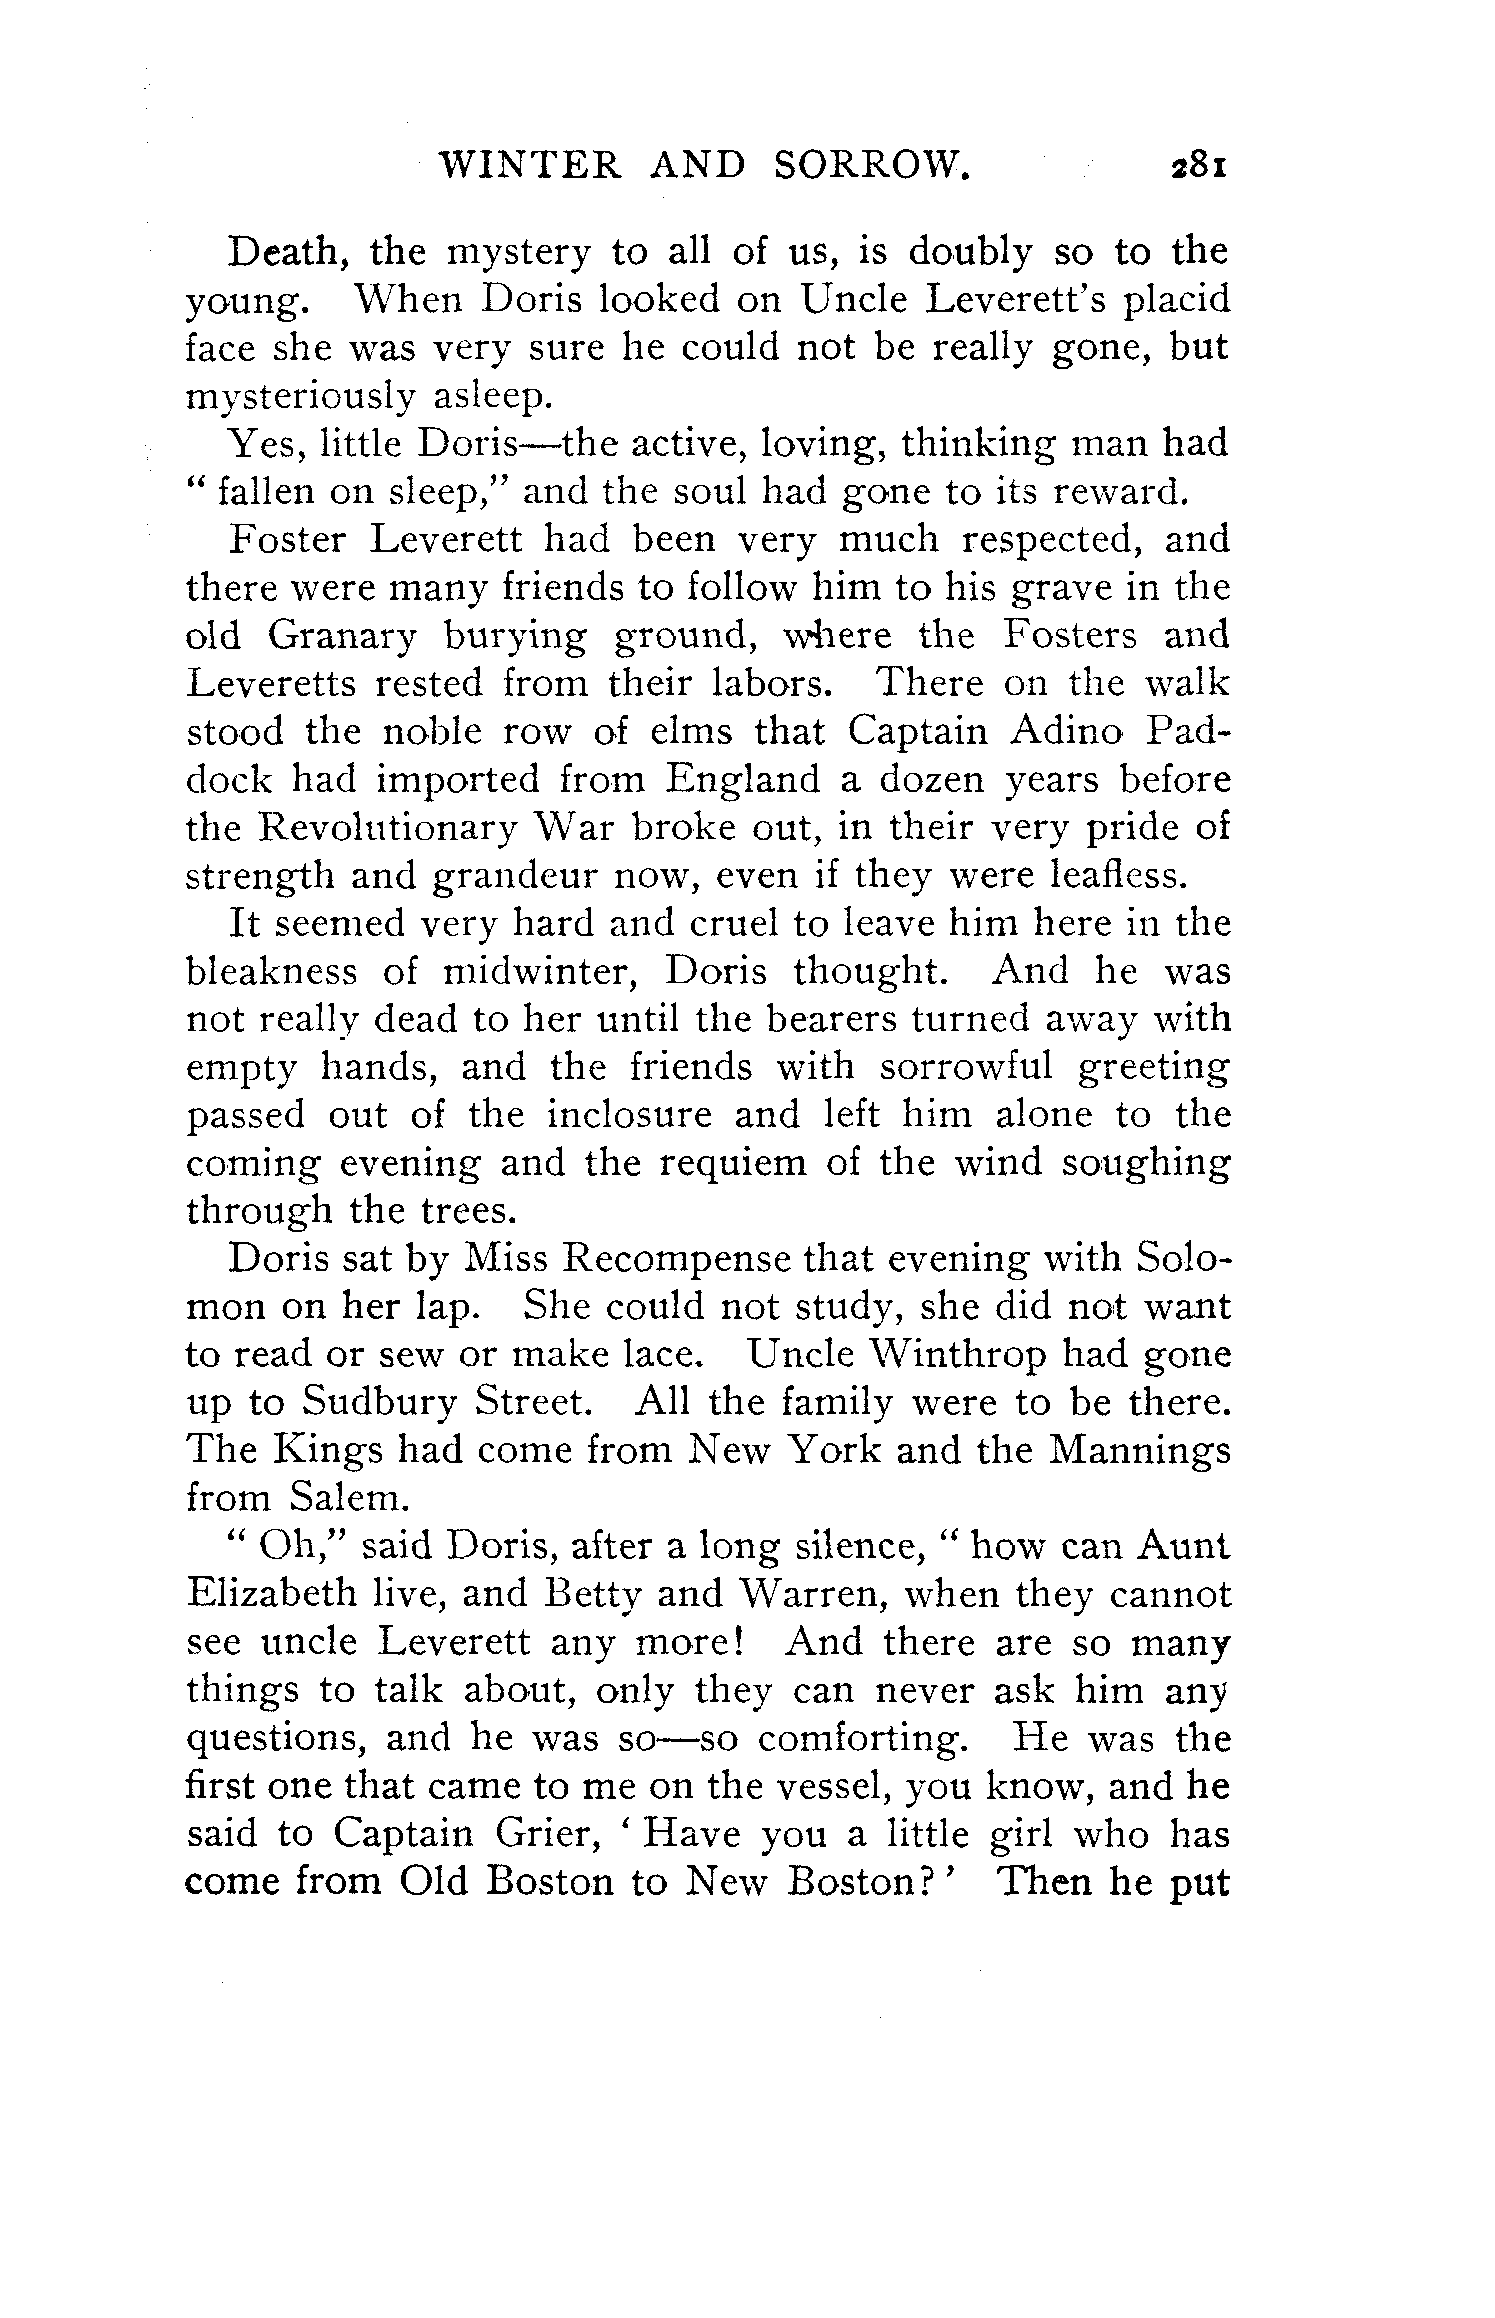 WINTER AND SORROW. 281
Death, the mystery to all of us, is doubly so to the
young. When Doris looked on Uncle Leverett's placid
face she was very sure he could not be really gone, but
mysteriously asleep.
Yes, little Doris—the active, loving, thinking man had
" fallen on sleep," and the soul had gone to its reward.
Foster Leverett had been very much respected, and
there were many friends to follow him to his grave in the
old Granary burying ground, where the Fosters and
Leveretts rested from their labors. There on the walk
stood the noble row of elms that Captain Adino Pad-
dock had imported from England a dozen years before
the Revolutionary War broke out, in their very pride of
strength and grandeur now, even if they were leafless.
It seemed very hard and cruel to leave him here in the
bleakness of midwinter, Doris thought. And he was
not really dead to her until the bearers turned away with
empty hands, and the friends with sorrowful greeting
passed out of the inclosure and left him alone to the
coming evening and the requiem of the wind soughing
through the trees.
Doris sat by Miss Recompense that evening with Solo-
mon on her lap. She could not study, she did not want
to read or sew or make lace. Uncle Winthrop had gone
up to Sudbury Street. All the family were to be there.
The Kings had come from New York and the Mannings
from Salem.
" Oh," said Doris, after a long silence, " how can Aunt
Elizabeth live, and Betty and Warren, when they cannot
see uncle Leverett any more! And there are so many
things to talk about, only they can never ask him any
questions, and he was so—so comforting. He was the
first one that came to me on the vessel, you know, and he
said to Captain Grier, ' Have you a little girl who has
come from Old Boston to New Boston? ' Then he put